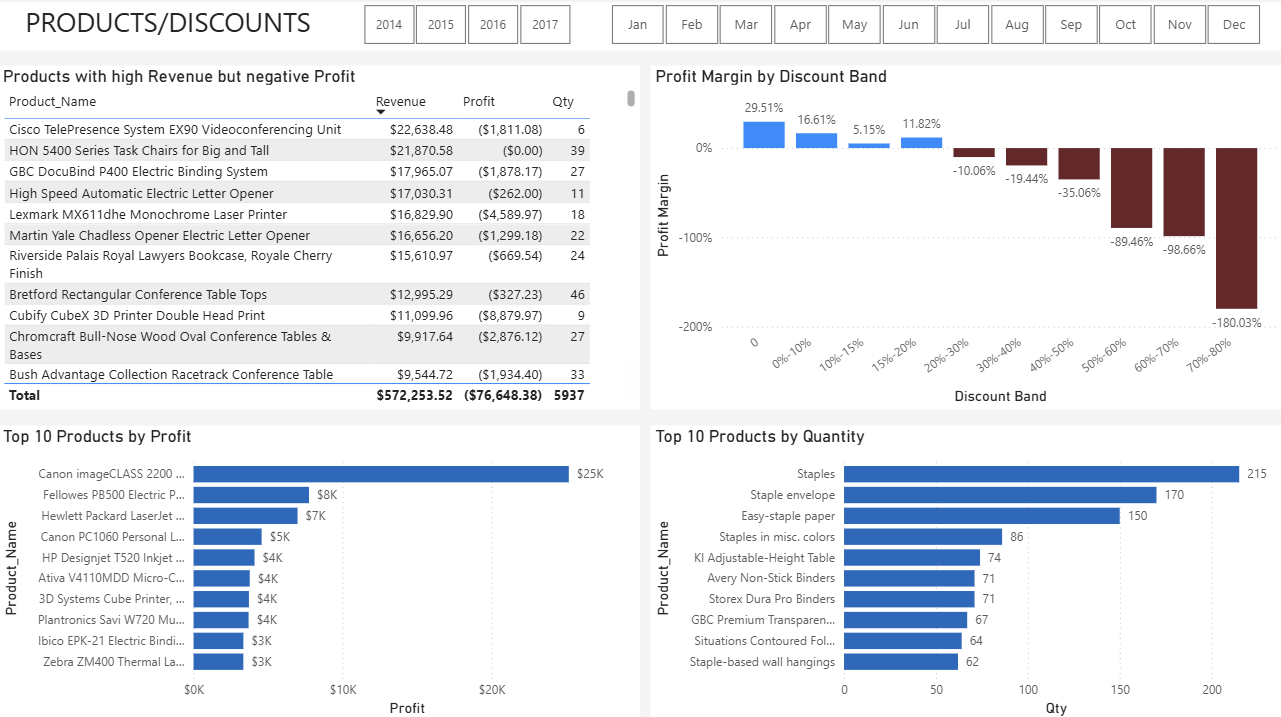 PRODUCTS/DISCOUNTS
2014 2015 2016 2017
Jan Feb Mar Apr May Jun Jul Aug Sep Oct Nov Dec
Products with high Revenue but negative Profit
Product_Name Revenue Profit Qty
Cisco TelePresence System EX90 Videoconferencing Unit $22,638.48 ($1,811.08) 6
HON 5400 Series Task Chairs for Big and Tall $21,870.58 ($0.00) 39
GBC DocuBind P400 Electric Binding System $17,965.07 ($1,878.17) 27
High Speed Automatic Electric Letter Opener $17,030.31 ($262.00) 11
Lexmark MX611dhe Monochrome Laser Printer $16,829.90 ($4,589.97) 18
Martin Yale Chadless Opener Electric Letter Opener $16,656.20 ($1,299.18) 22
Riverside Palais Royal Lawyers Bookcase, Royale Cherry $15,610.97 ($669.54) 24
Finish
Bretford Rectangular Conference Table Tops $12,995.29 ($327.23) 46
Cubify CubeX 3D Printer Double Head Print $11,099.96 ($8,879.97) 9
Chromcraft Bull-Nose Wood Oval Conference Tables & $9,917.64 ($2,876.12) 27
Bases
Bush Advantage Collection Racetrack Conference Table $9,544.72 ($1,934.40) 33
Total $572,253.52 ($76,648.38) 5937
Profit Margin by Discount Band
29.51%
16.61%
5.15%
11.82%
-10.06%
-19.44%
-35.06%
-89.46%
-98.66%
-180.03%
0%
-100%
-200%
Profit Margin
0 0%-10% 10%-15% 15%-20% 20%-30% 30%-40% 40%-50% 50%-60% 60%-70% 70%-80%
Discount Band
Top 10 Products by Profit
Product_Name
Canon imageCLASS 2200 ... $25K
Fellowes PB500 Electric P... $8K
Hewlett Packard LaserJet ... $7K
Canon PC1060 Personal L... $5K
HP Designjet T520 Inkjet ... $4K
Ativa V4110MDD Micro-C... $4K
3D Systems Cube Printer, ... $4K
Plantronics Savi W720 Mu... $4K
Ibico EPK-21 Electric Bindi... $3K
Zebra ZM400 Thermal La... $3K
$0K $10K $20K
Profit
Top 10 Products by Quantity
Product_Name
Staples 215
Staple envelope 170
Easy-staple paper 150
Staples in misc. colors 86
KI Adjustable-Height Table 74
Avery Non-Stick Binders 71
Storex Dura Pro Binders 71
GBC Premium Transparen... 67
Situations Contoured Fol... 64
Staple-based wall hangings 62
0 50 100 150 200
Qty